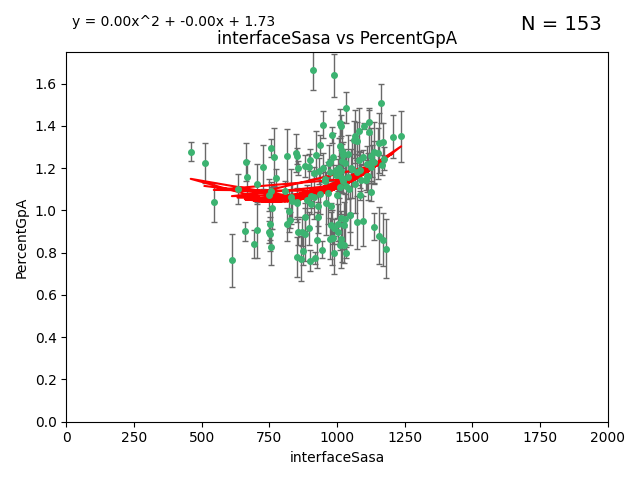 y = 0.00x^2 + -0.00x + 1.73
N = 153
interfaceSasa vs PercentGpA
PercentGpA
1.6
1.4
1.2
1.0
0.8
0.6
0.4
0.2
0.0
0 250 500 750 1000 1250 1500 1750 2000
interfaceSasa